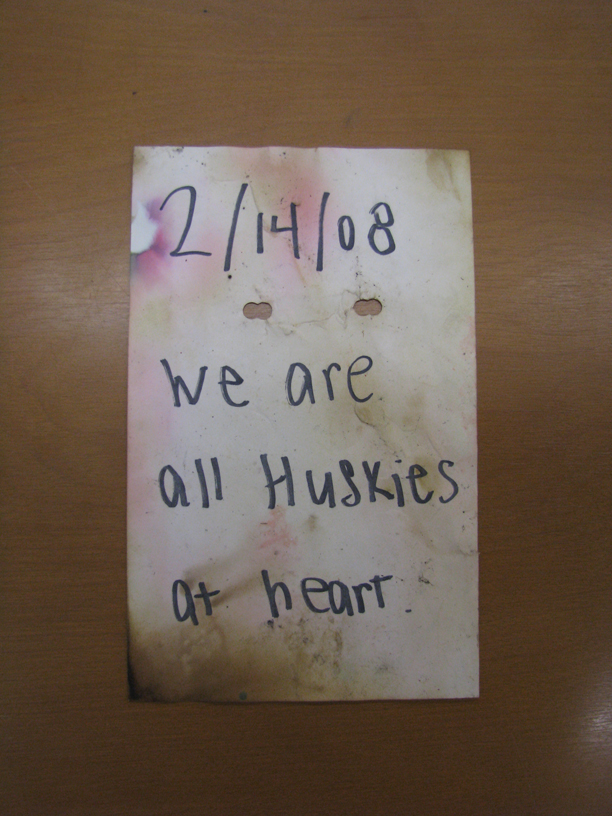 2/14/08
we are
all Huskies
at heart.